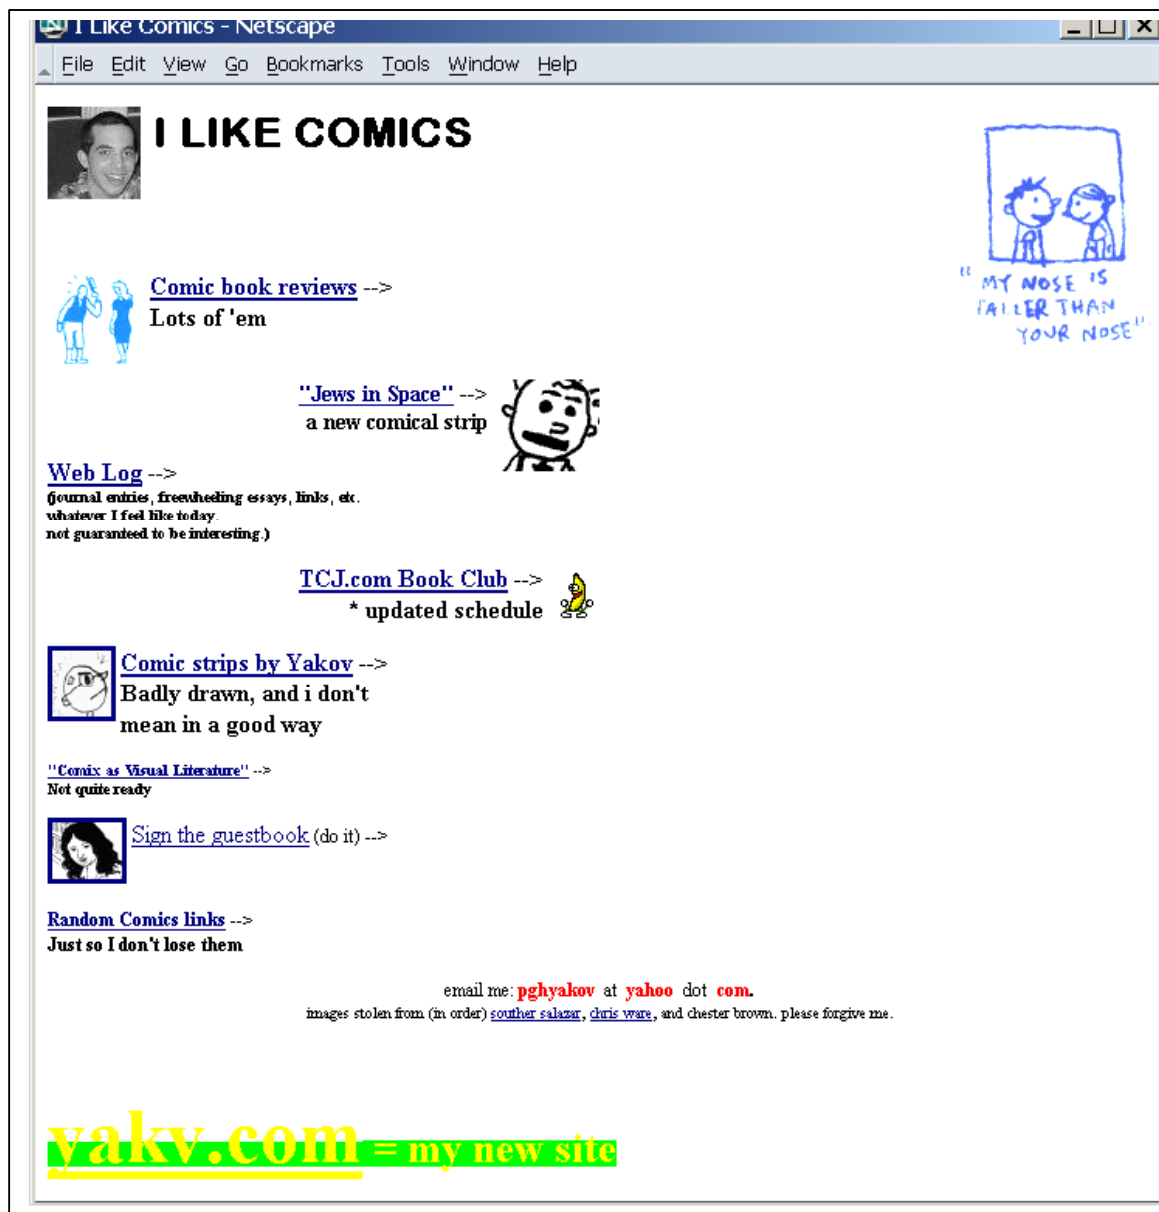 I Like Comics - Netscape
File Edit View Go Bookmarks Tools Window Help
I LIKE COMICS
"MY NOSE IS
TALLER THAN
YOUR NOSE".
Comic book reviews -->
Lots of 'em
"Jews in Space" -->
a new comical strip
Web Log -->
(journal entries, freewheeling essays, links, etc.
whatever I feel like today.
not guaranteed to be interesting.)
TCJ.com Book Club -->
* updated schedule
Comic strips by Yakov -->
Badly drawn, and i don't
mean in a good way
"Comix as Visual Literature" -->
Not quite ready
Sign the guestbook (do it) -->
Random Comics links -->
Just so I don't lose them
email me: pghyakov at yahoo dot com.
images stolen from (in order) souther salazar, chris ware, and chester brown. please forgive me.
yakv.com = my new site